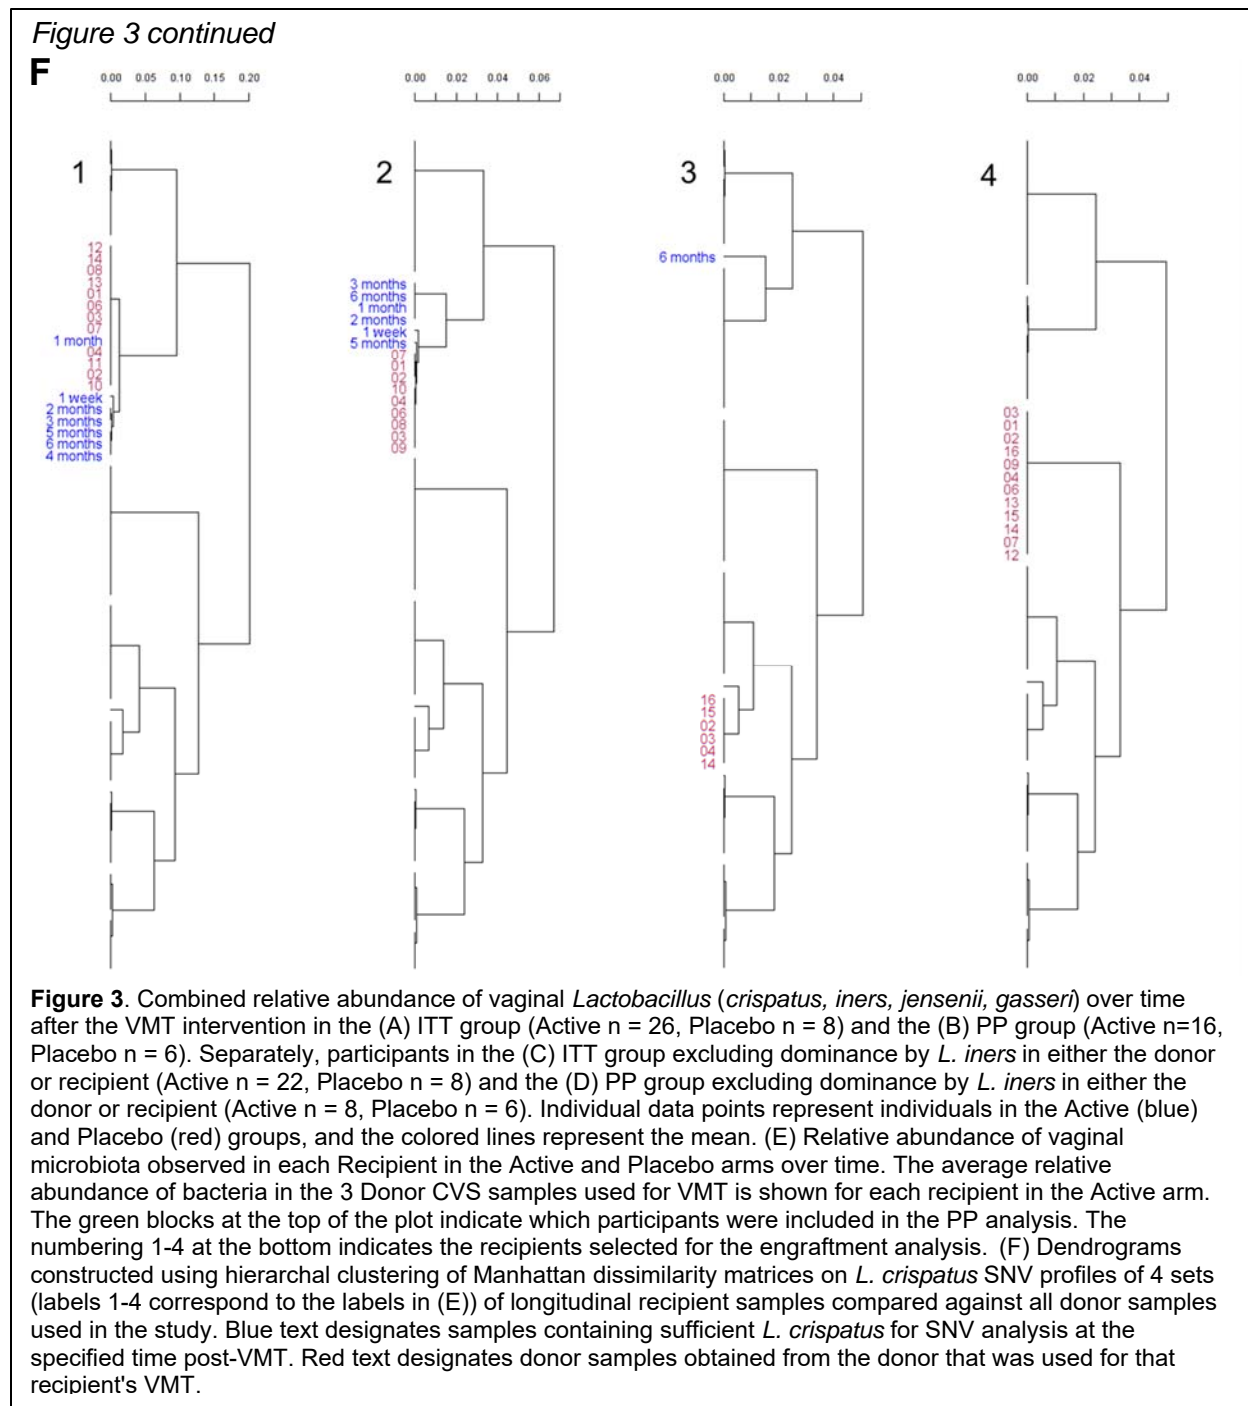 Figure 3 continued
F
0.00 0.05 0.10 0.15 0.20
0.00 0.02 0.04 0.06
0.00 0.02 0.04
0.00 0.02 0.04
1
12
14
08
13
01
06
03
07
1 month
04
11
02
10
1 week
2 months
3 months
5 months
6 months
4 months
2
3 months
6 months
1 month
2 months
1 week
5 months
07
01
02
10
04
06
08
03
09
3
6 months
16
15
02
03
04
14
4
03
01
02
16
09
04
06
13
15
14
07
12
Figure 3. Combined relative abundance of vaginal Lactobacillus (crispatus, iners, jensenii, gasseri) over time
after the VMT intervention in the (A) ITT group (Active n = 26, Placebo n = 8) and the (B) PP group (Active n=16,
Placebo n = 6). Separately, participants in the (C) ITT group excluding dominance by L. iners in either the donor
or recipient (Active n = 22, Placebo n = 8) and the (D) PP group excluding dominance by L. iners in either the
donor or recipient (Active n = 8, Placebo n = 6). Individual data points represent individuals in the Active (blue)
and Placebo (red) groups, and the colored lines represent the mean. (E) Relative abundance of vaginal
microbiota observed in each Recipient in the Active and Placebo arms over time. The average relative
abundance of bacteria in the 3 Donor CVS samples used for VMT is shown for each recipient in the Active arm.
The green blocks at the top of the plot indicate which participants were included in the PP analysis. The
numbering 1-4 at the bottom indicates the recipients selected for the engraftment analysis. (F) Dendrograms
constructed using hierarchal clustering of Manhattan dissimilarity matrices on L. crispatus SNV profiles of 4 sets
(labels 1-4 correspond to the labels in (E)) of longitudinal recipient samples compared against all donor samples
used in the study. Blue text designates samples containing sufficient L. crispatus for SNV analysis at the
specified time post-VMT. Red text designates donor samples obtained from the donor that was used for that
recipient's VMT.